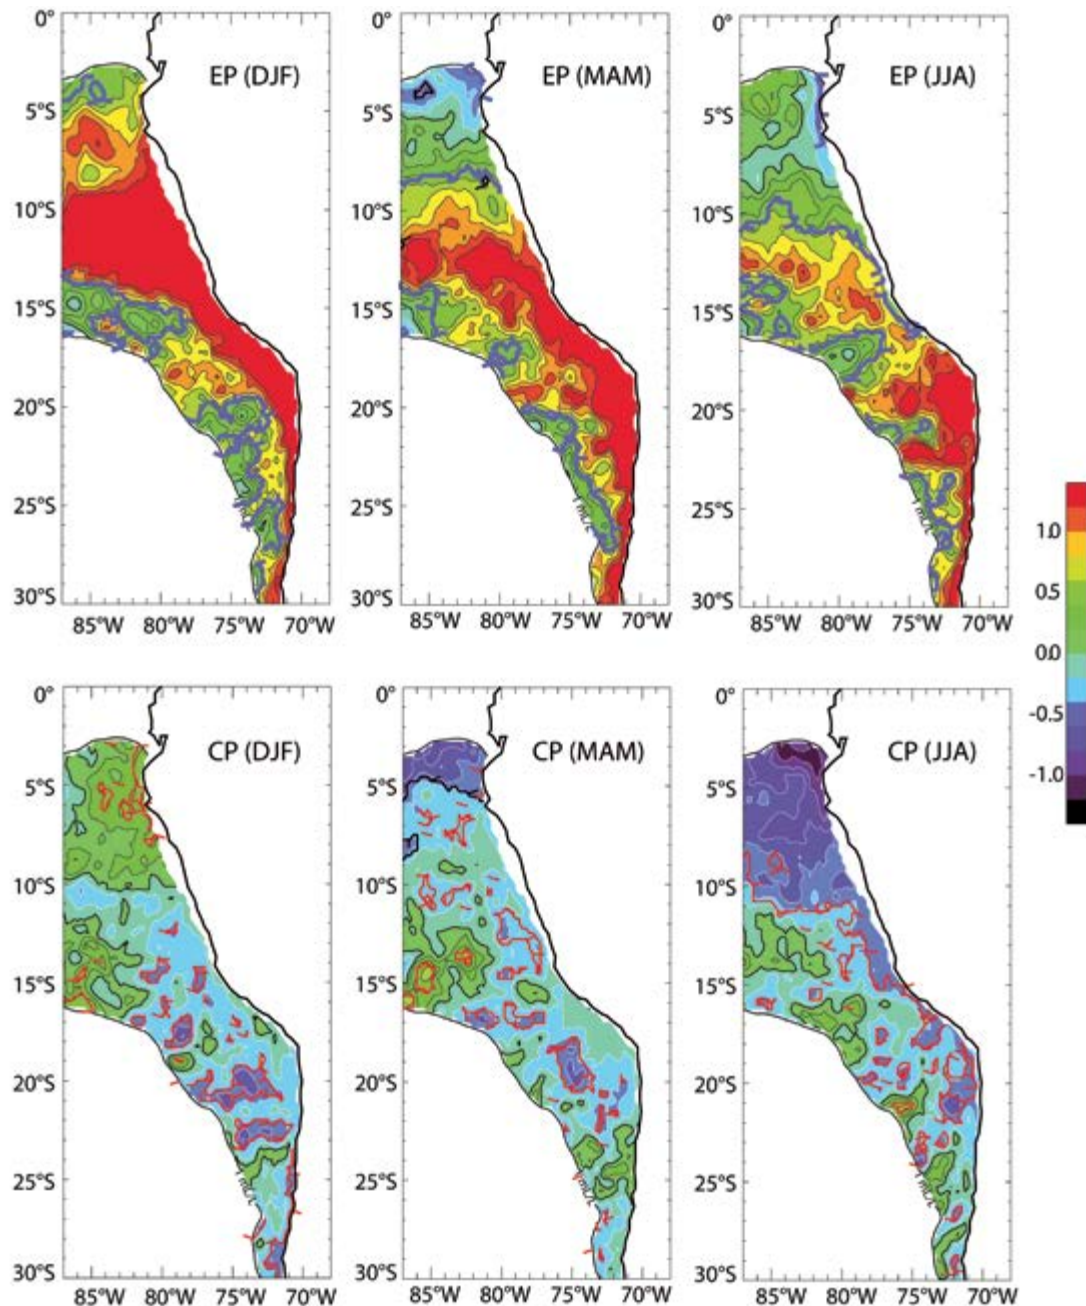 0° EP (DJF) 0° EP (MAM) 0° EP (JJA)
5°S 5°S 5°S
10°S 10°S 10°S
15°S 15°S 15°S
20°S 20°S 20°S
25°S 25°S 25°S
30°S 30°S 30°S
85°W 80°W 75°W 70°W 85°W 80°W 75°W 70°W 85°W 80°W 75°W 70°W
1.0
0.5
0.0
-0.5
-1.0
0° CP (DJF) 0° CP (MAM) 0° CP (JJA)
5°S 5°S 5°S
10°S 10°S 10°S
15°S 15°S 15°S
20°S 20°S 20°S
25°S 25°S 25°S
30°S 30°S 30°S
85°W 80°W 75°W 70°W 85°W 80°W 75°W 70°W 85°W 80°W 75°W 70°W